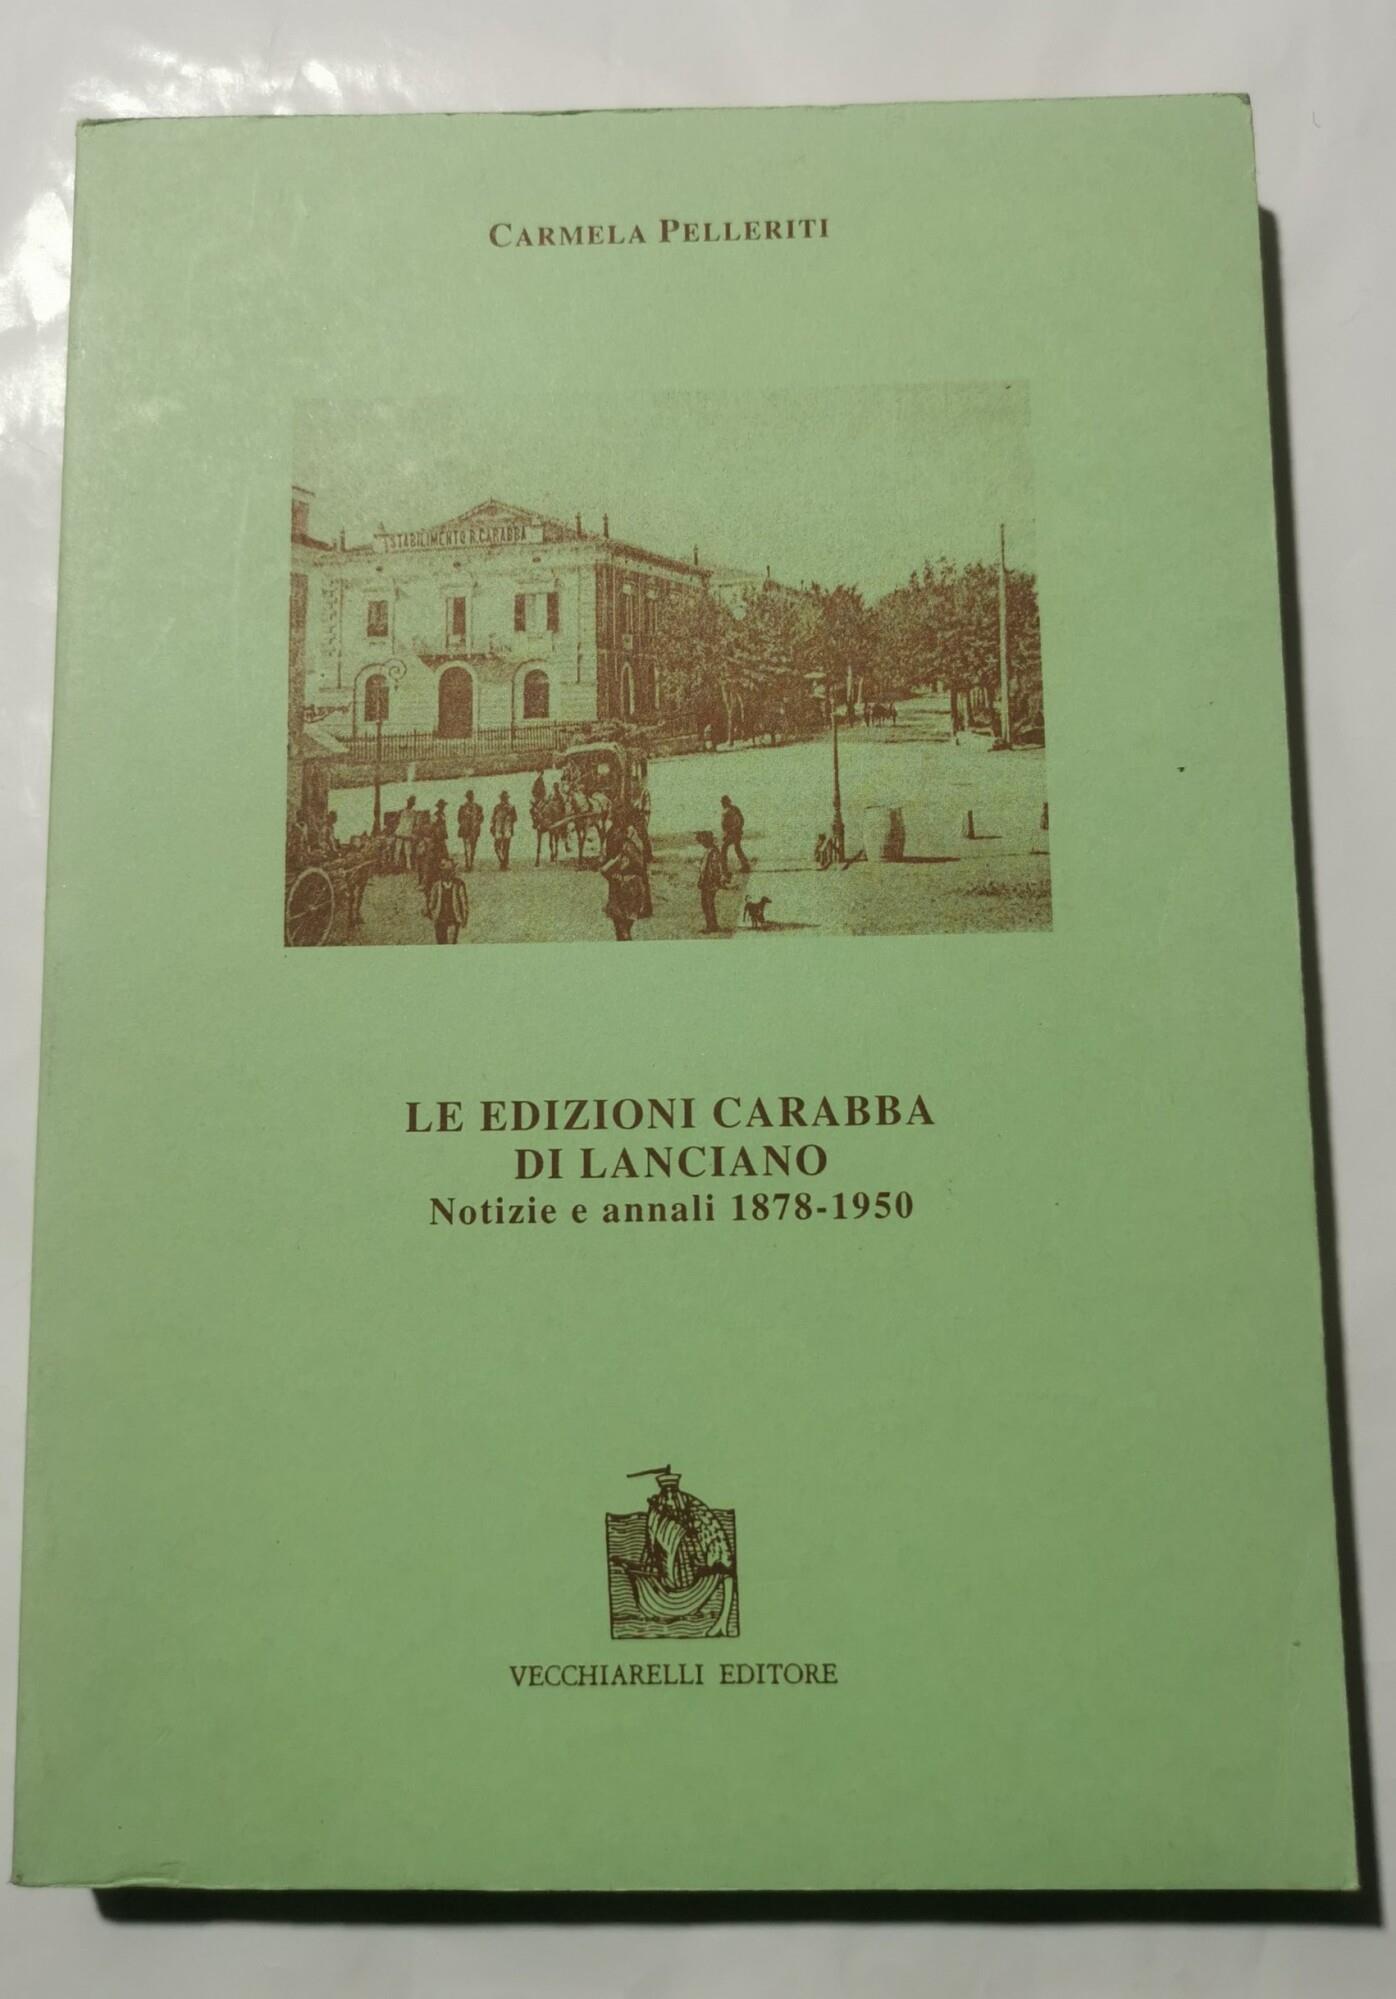 CARMELA PELLERITI
STABILIMENTO R. CARABBA
LE EDIZIONI CARABBA
DI LANCIANO
Notizie e annali 1878-1950
VECCHIARELLI EDITORE